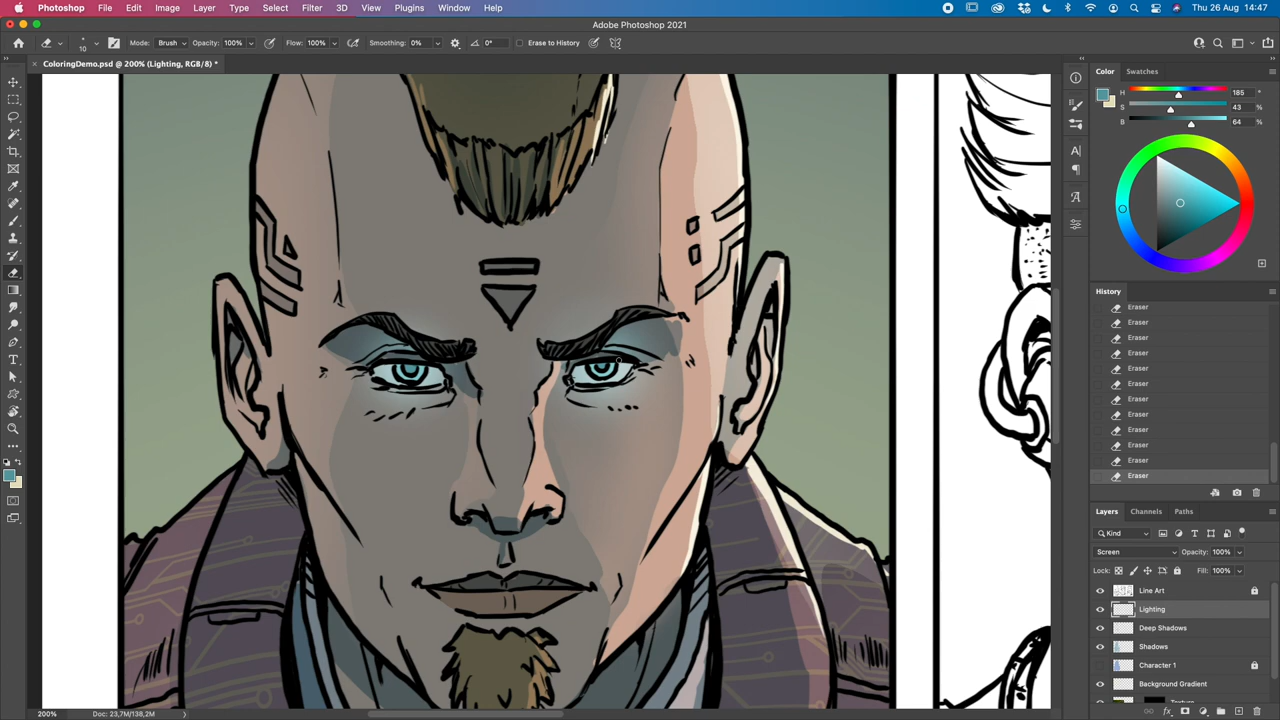 Photoshop File Edit Image Layer Type Select Filter 3D View Plugins Window Help Thu 26 Aug 14:47
Adobe Photoshop 2021
10 Mode: Brush Opacity: 100% Flow: 100% Smoothing: 0% 0° Erase to History
ColoringDemo.psd @ 200% (Lighting, RGB/8) *
Color Swatches
H 185 °
S 43 %
B 64 %
History
Eraser
Eraser
Eraser
Eraser
Eraser
Eraser
Eraser
Eraser
Eraser
Eraser
Eraser
Eraser
Layers Channels Paths
Kind
Screen Opacity: 100%
Lock: Fill: 100%
Line Art
Lighting
Deep Shadows
Shadows
Character 1
Background Gradient
Texture
200% Doc: 23,7M/138,2M